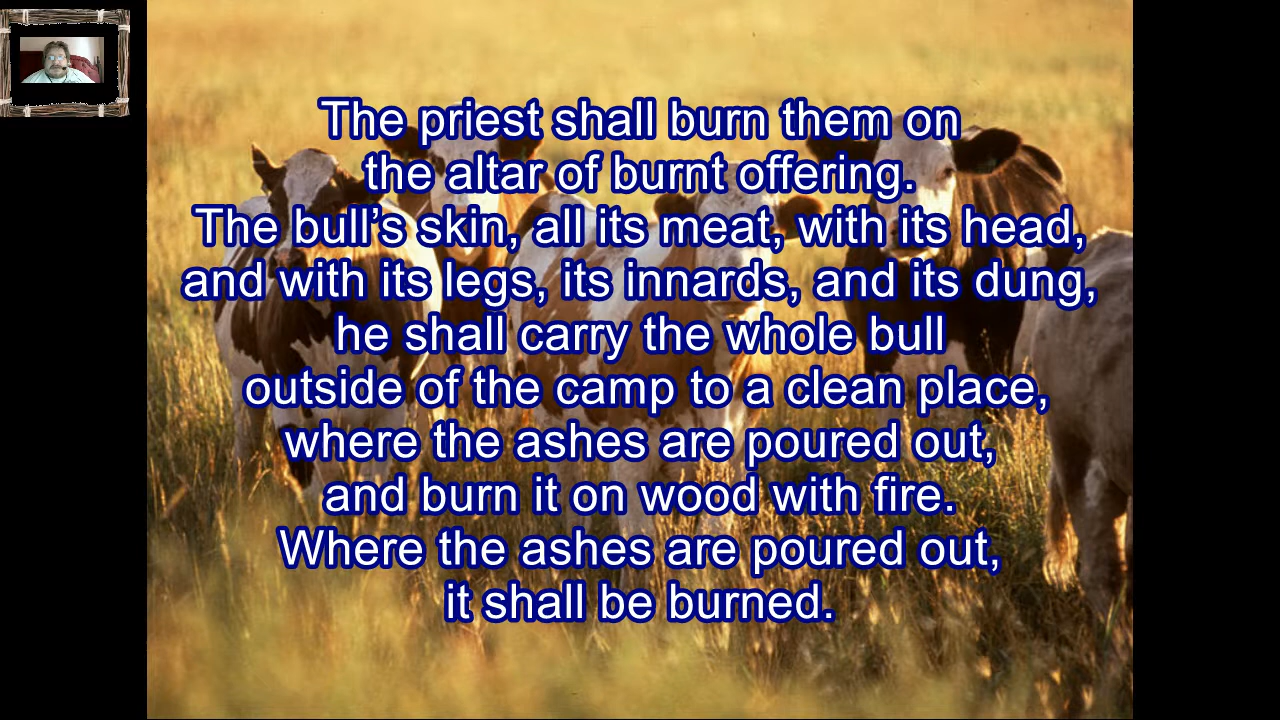 The priest shall burn them on
the altar of burnt offering.
The bull’s skin, all its meat, with its head,
and with its legs, its innards, and its dung,
he shall carry the whole bull
outside of the camp to a clean place,
where the ashes are poured out,
and burn it on wood with fire.
Where the ashes are poured out,
it shall be burned.